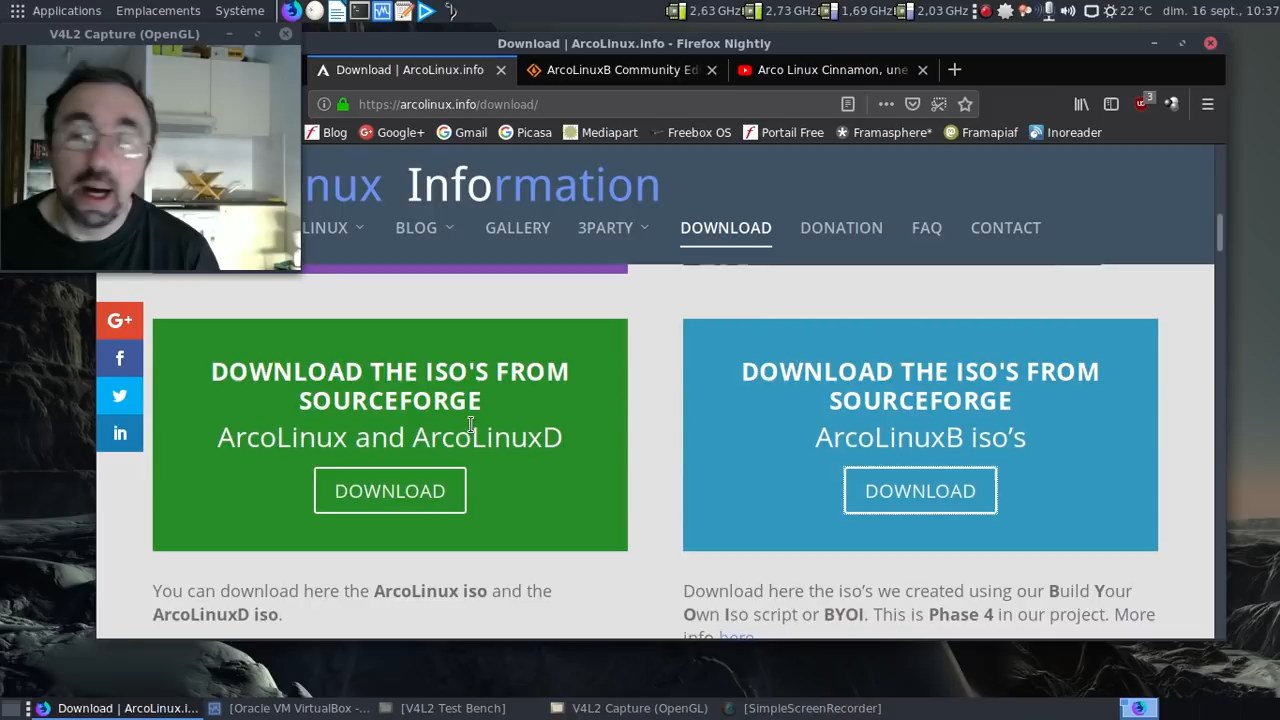 Applications Emplacements Système 2,63 GHz 2,73 GHz 1,69 GHz 2,03 GHz 22 °C dim. 16 sept., 10:37
V4L2 Capture (OpenGL)
Download | ArcoLinux.info - Firefox Nightly
Download | ArcoLinux.info ArcoLinuxB Community Ed Arco Linux Cinnamon, une
https://arcolinux.info/download/ 3
Blog Google+ Gmail Picasa Mediapart Freebox OS Portail Free Framasphere* Framapiaf Inoreader
nux Information
LINUX BLOG GALLERY 3PARTY DOWNLOAD DONATION FAQ CONTACT
G+
f
in
DOWNLOAD THE ISO'S FROM
SOURCEFORGE
ArcoLinux and ArcoLinuxD
DOWNLOAD
You can download here the ArcoLinux iso and the
ArcoLinuxD iso.
DOWNLOAD THE ISO'S FROM
SOURCEFORGE
ArcoLinuxB iso’s
DOWNLOAD
Download here the iso’s we created using our Build Your
Own Iso script or BYOI. This is Phase 4 in our project. More
info here
Download | ArcoLinux.i... [Oracle VM VirtualBox -... [V4L2 Test Bench] V4L2 Capture (OpenGL) [SimpleScreenRecorder]